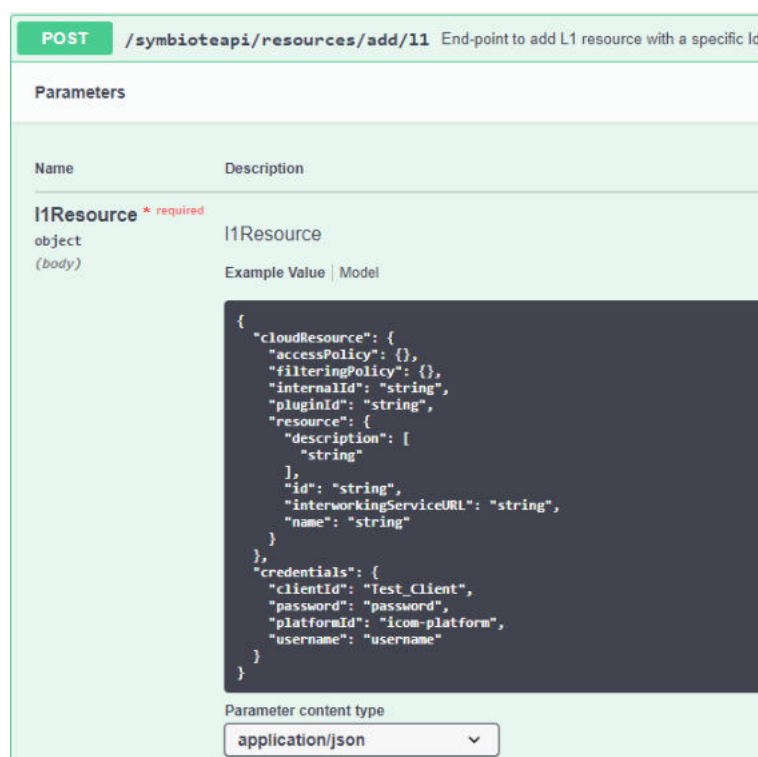 POST /symbioteapi/resources/add/l1 End-point to add L1 resource with a specific Id
Parameters
Name Description
l1Resource * required
object
(body)
l1Resource
Example Value | Model
{
  "cloudResource": {
    "accessPolicy": {},
    "filteringPolicy": {},
    "internalId": "string",
    "pluginId": "string",
    "resource": {
      "description": [
        "string"
      ],
      "id": "string",
      "interworkingServiceURL": "string",
      "name": "string"
    }
  },
  "credentials": {
    "clientId": "Test_Client",
    "password": "password",
    "platformId": "icom-platform",
    "username": "username"
  }
}
Parameter content type
application/json